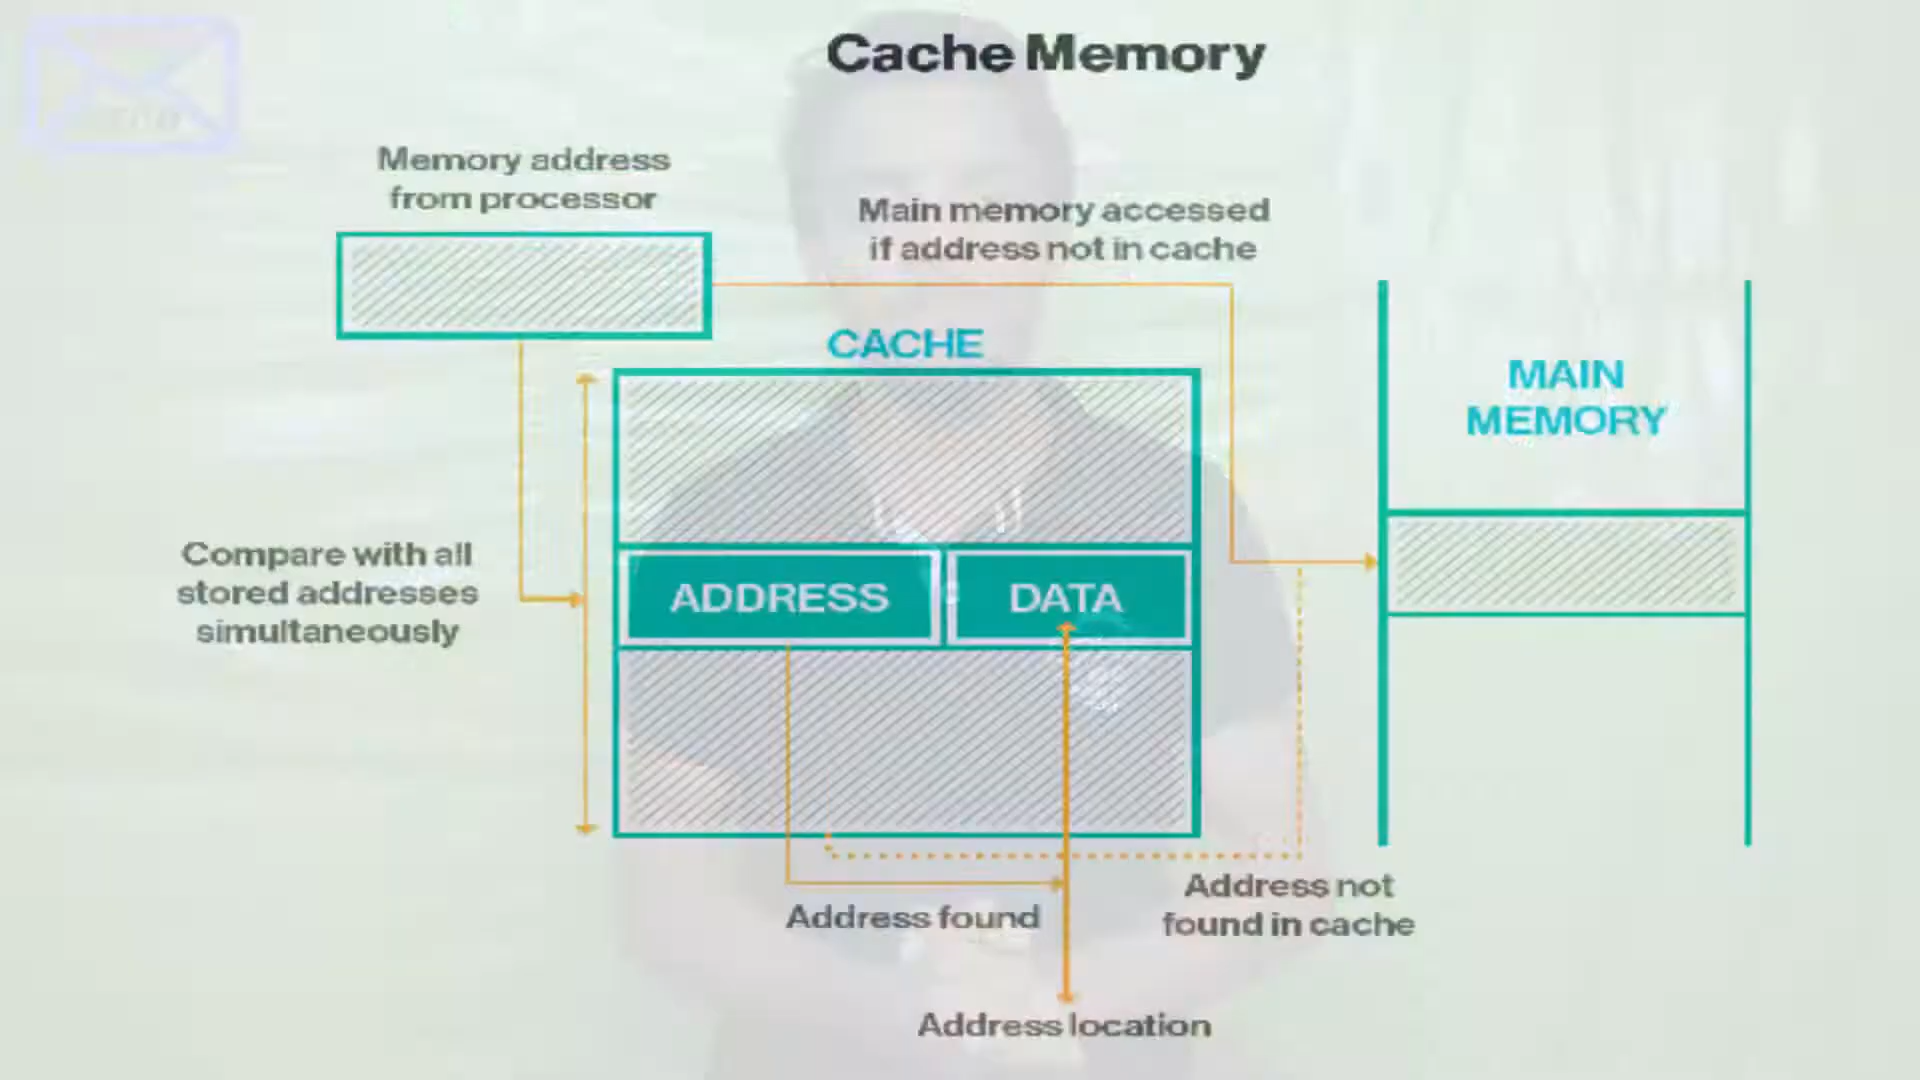 Cache Memory
Memory address
from processor
Main memory accessed
if address not in cache
CACHE
MAIN
MEMORY
Compare with all
stored addresses
simultaneously
ADDRESS
DATA
Address found
Address not
found in cache
Address location